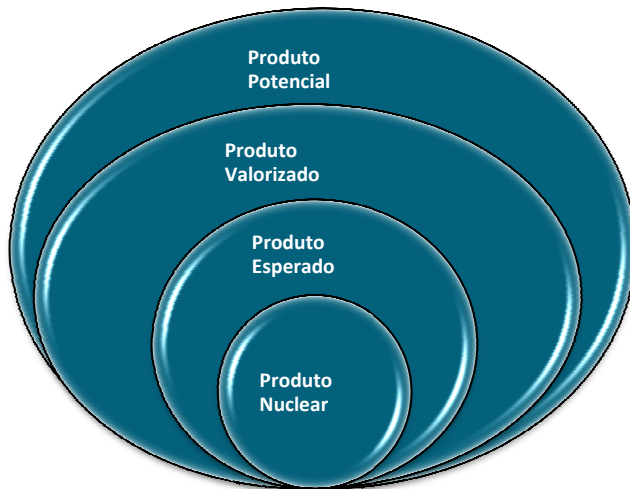 Produto
Potencial
Produto
Valorizado
Produto
Esperado
Produto
Nuclear